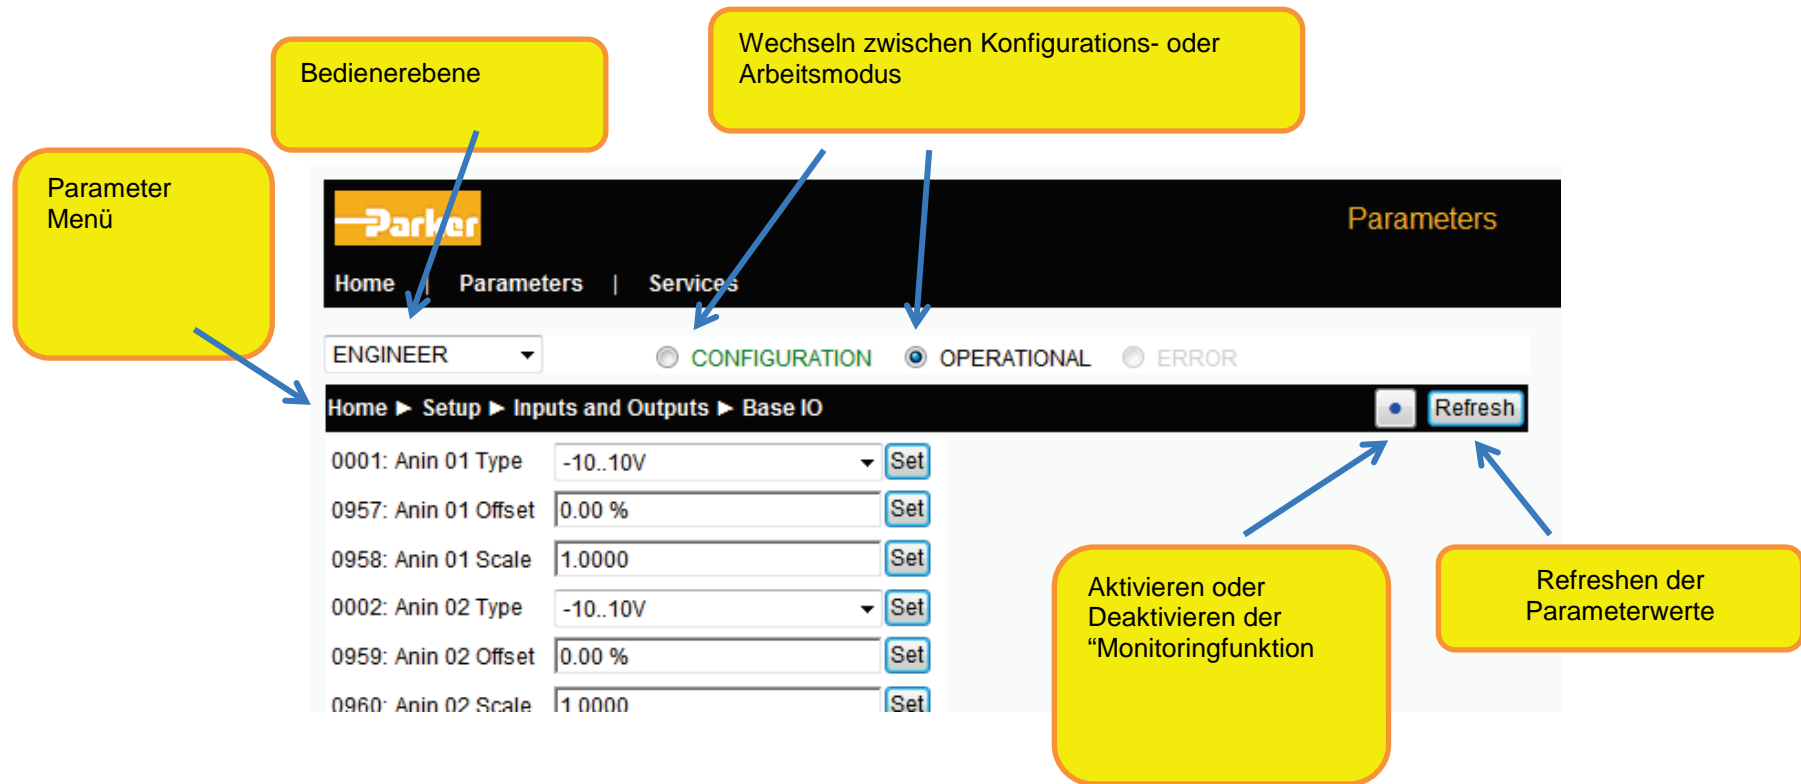 Bedienerebene
Wechseln zwischen Konfigurations- oder
Arbeitsmodus
Parameter
Menü
Parker
Parameters
Home | Parameters | Services
ENGINEER CONFIGURATION OPERATIONAL ERROR
Home ► Setup ► Inputs and Outputs ► Base IO Refresh
0001: Anin 01 Type -10..10V Set
0957: Anin 01 Offset 0.00 % Set
0958: Anin 01 Scale 1.0000 Set
0002: Anin 02 Type -10..10V Set
0959: Anin 02 Offset 0.00 % Set
0960: Anin 02 Scale 1.0000 Set
Aktivieren oder
Deaktivieren der
“Monitoringfunktion
Refreshen der
Parameterwerte